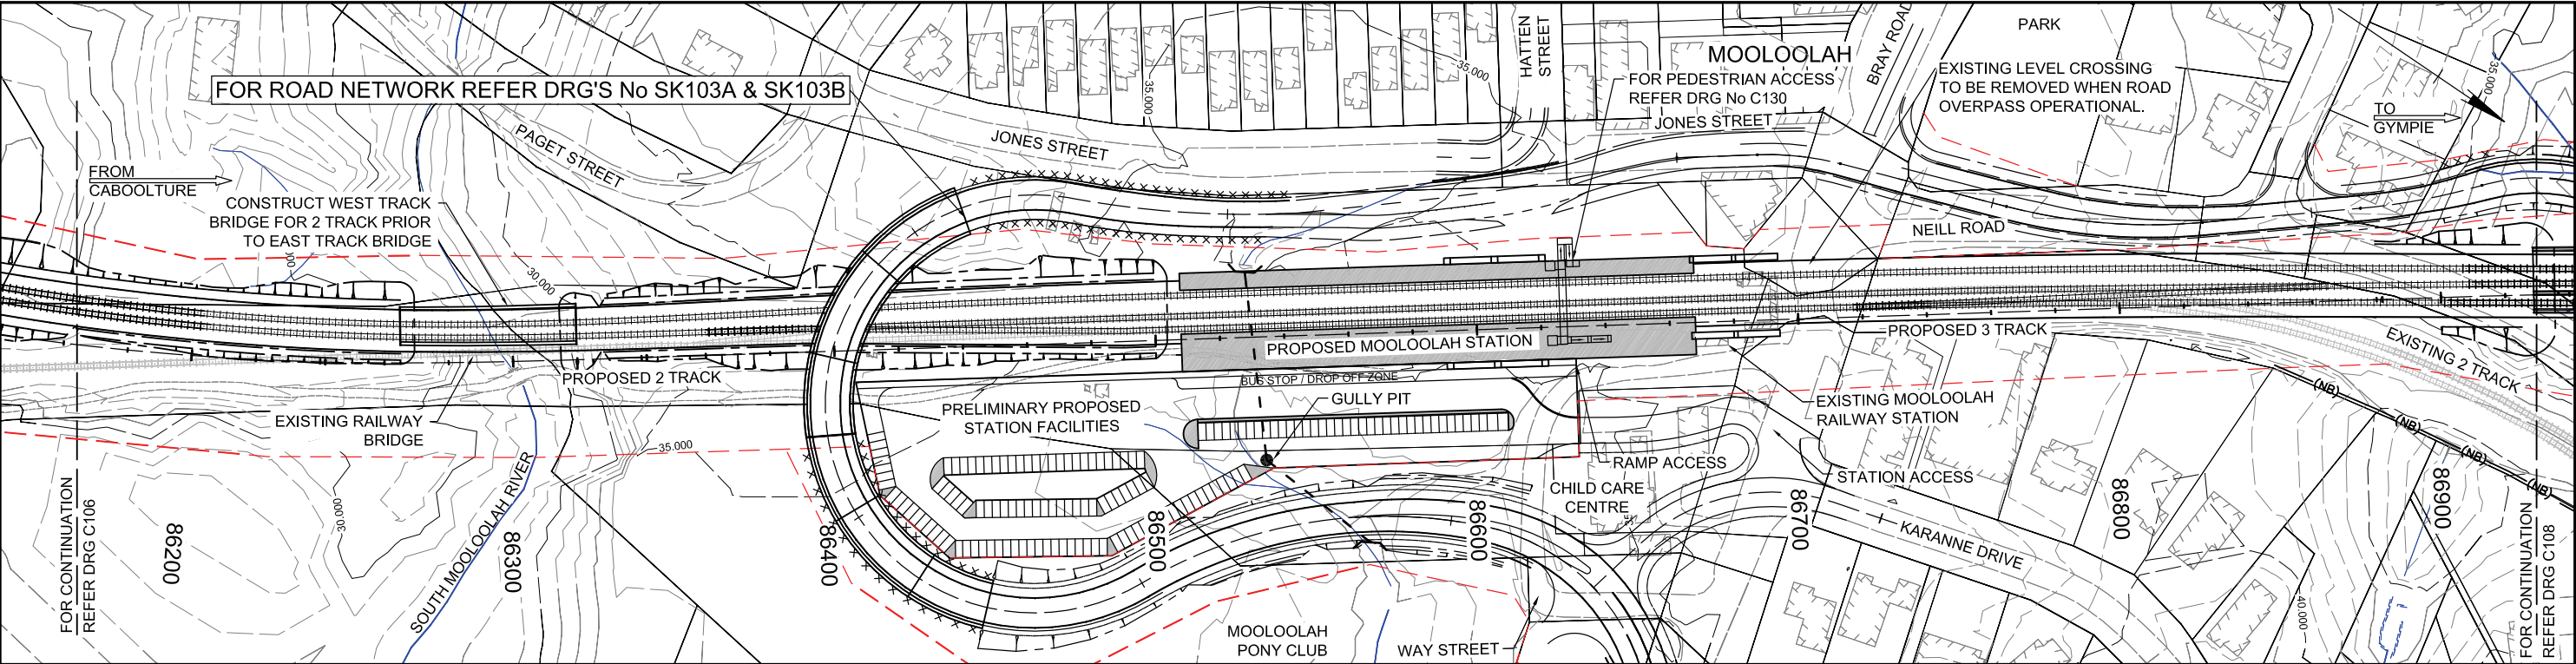 FOR ROAD NETWORK REFER DRG'S No SK103A & SK103B
FROM
CABOOLTURE
CONSTRUCT WEST TRACK
BRIDGE FOR 2 TRACK PRIOR
TO EAST TRACK BRIDGE
PAGET STREET
JONES STREET
35.000
35.000
HATTEN
STREET
MOOLOOLAH
FOR PEDESTRIAN ACCESS
REFER DRG No C130
JONES STREET
BRAY ROAD
PARK
EXISTING LEVEL CROSSING
TO BE REMOVED WHEN ROAD
OVERPASS OPERATIONAL.
TO
GYMPIE
35.000
NEILL ROAD
30.000
PROPOSED 2 TRACK
EXISTING RAILWAY
BRIDGE
35.000
30.000
SOUTH MOOLOOLAH RIVER
PROPOSED MOOLOOLAH STATION
BUS STOP / DROP OFF ZONE
PRELIMINARY PROPOSED
STATION FACILITIES
GULLY PIT
PROPOSED 3 TRACK
EXISTING 2 TRACK
EXISTING MOOLOOLAH
RAILWAY STATION
RAMP ACCESS
STATION ACCESS
CHILD CARE
CENTRE
KARANNE DRIVE
(NB)
(NB)
(NB)
(NB)
FOR CONTINUATION
REFER DRG C106
86200
86300
86400
86500
86600
86700
86800
86900
40.000
MOOLOOLAH
PONY CLUB
WAY STREET
FOR CONTINUATION
REFER DRG C108